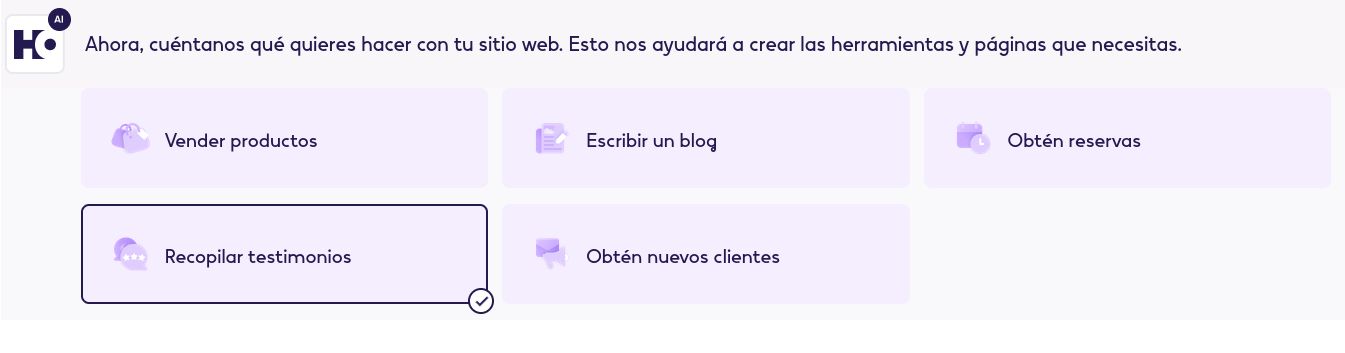 AI
HO
Ahora, cuéntanos qué quieres hacer con tu sitio web. Esto nos ayudará a crear las herramientas y páginas que necesitas.
Vender productos
Escribir un blog
Obtén reservas
Recopilar testimonios
Obtén nuevos clientes